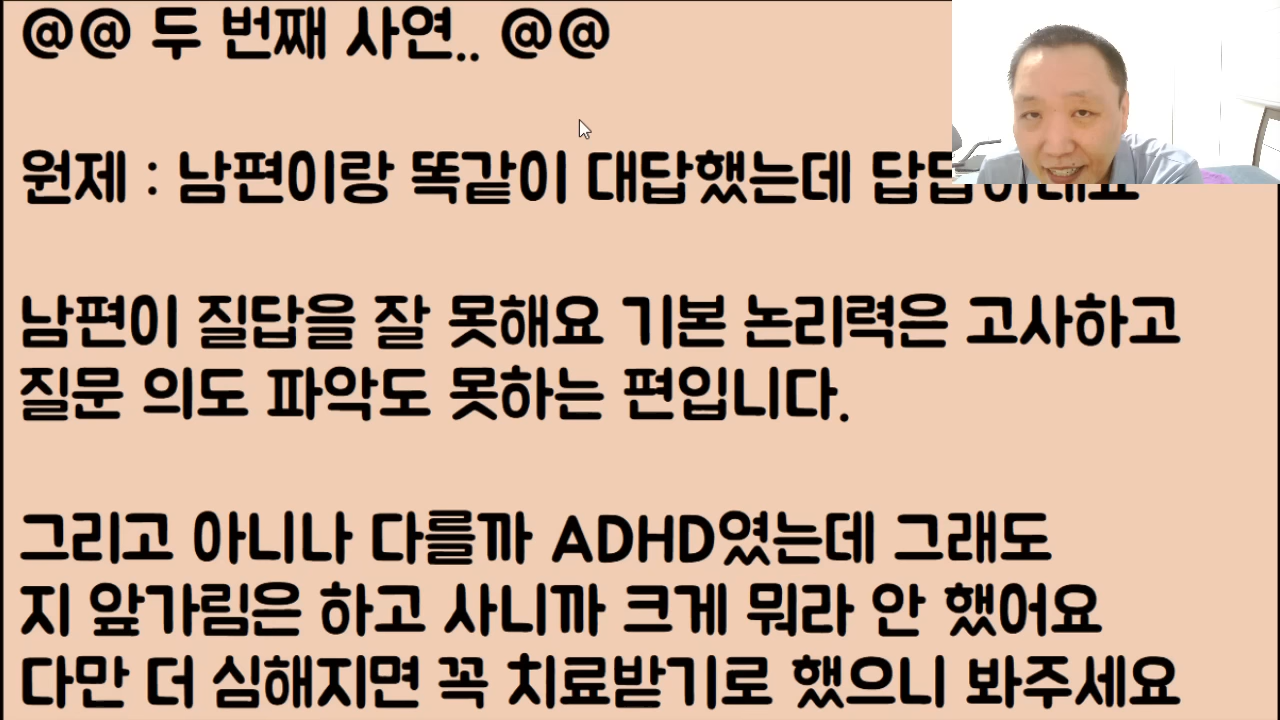 @@ 두 번째 사연.. @@
원제 : 남편이랑 똑같이 대답했는데
남편이 질답을 잘 못해요 기본 논리력은 고사하고
질문 의도 파악도 못하는 편입니다.
그리고 아니나 다를까 ADHD였는데 그래도
지 앞가림은 하고 사니까 크게 뭐라 안 했어요
다만 더 심해지면 꼭 치료받기로 했으니 봐주세요